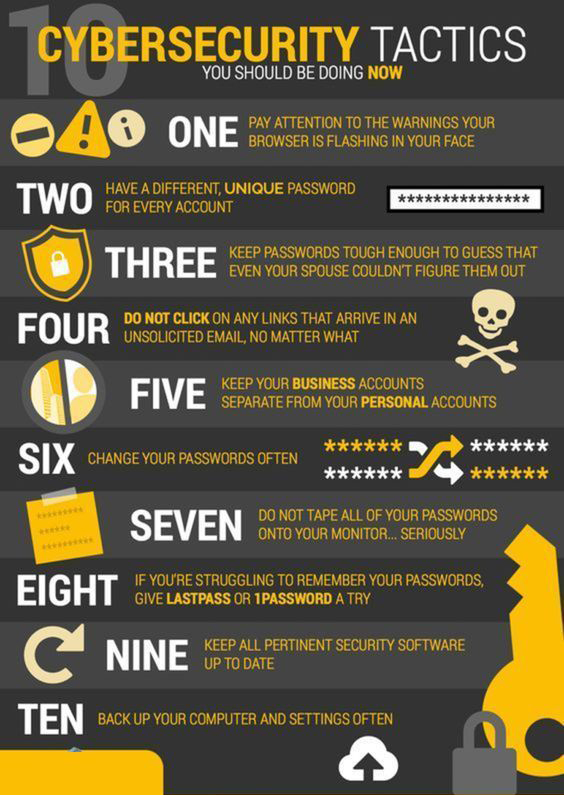 10
CYBERSECURITY TACTICS
YOU SHOULD BE DOING NOW
ONE
PAY ATTENTION TO THE WARNINGS YOUR
BROWSER IS FLASHING IN YOUR FACE
TWO
HAVE A DIFFERENT, UNIQUE PASSWORD
FOR EVERY ACCOUNT
***************
THREE
KEEP PASSWORDS TOUGH ENOUGH TO GUESS THAT
EVEN YOUR SPOUSE COULDN'T FIGURE THEM OUT
FOUR
DO NOT CLICK ON ANY LINKS THAT ARRIVE IN AN
UNSOLICITED EMAIL, NO MATTER WHAT
FIVE
KEEP YOUR BUSINESS ACCOUNTS
SEPARATE FROM YOUR PERSONAL ACCOUNTS
SIX
CHANGE YOUR PASSWORDS OFTEN
****** ******
****** ******
SEVEN
DO NOT TAPE ALL OF YOUR PASSWORDS
ONTO YOUR MONITOR... SERIOUSLY
EIGHT
IF YOU'RE STRUGGLING TO REMEMBER YOUR PASSWORDS,
GIVE LASTPASS OR 1PASSWORD A TRY
NINE
KEEP ALL PERTINENT SECURITY SOFTWARE
UP TO DATE
TEN
BACK UP YOUR COMPUTER AND SETTINGS OFTEN